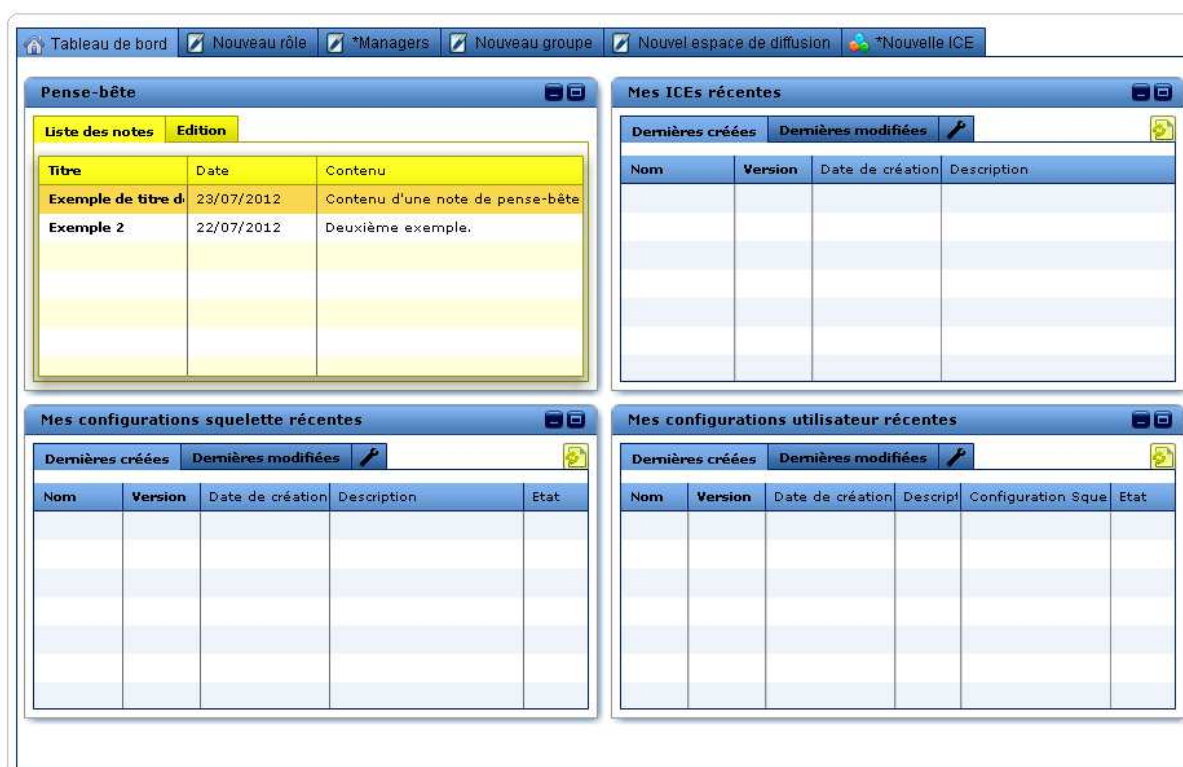 Tableau de bord Nouveau rôle *Managers Nouveau groupe Nouvel espace de diffusion *Nouvelle ICE
Pense-bête
Liste des notes Edition
Titre Date Contenu
Exemple de titre d 23/07/2012 Contenu d'une note de pense-bête
Exemple 2 22/07/2012 Deuxième exemple.
Mes ICEs récentes
Dernières créées Dernières modifiées
Nom Version Date de création Description
Mes configurations squelette récentes
Dernières créées Dernières modifiées
Nom Version Date de création Description Etat
Mes configurations utilisateur récentes
Dernières créées Dernières modifiées
Nom Version Date de création Descript Configuration Sque Etat